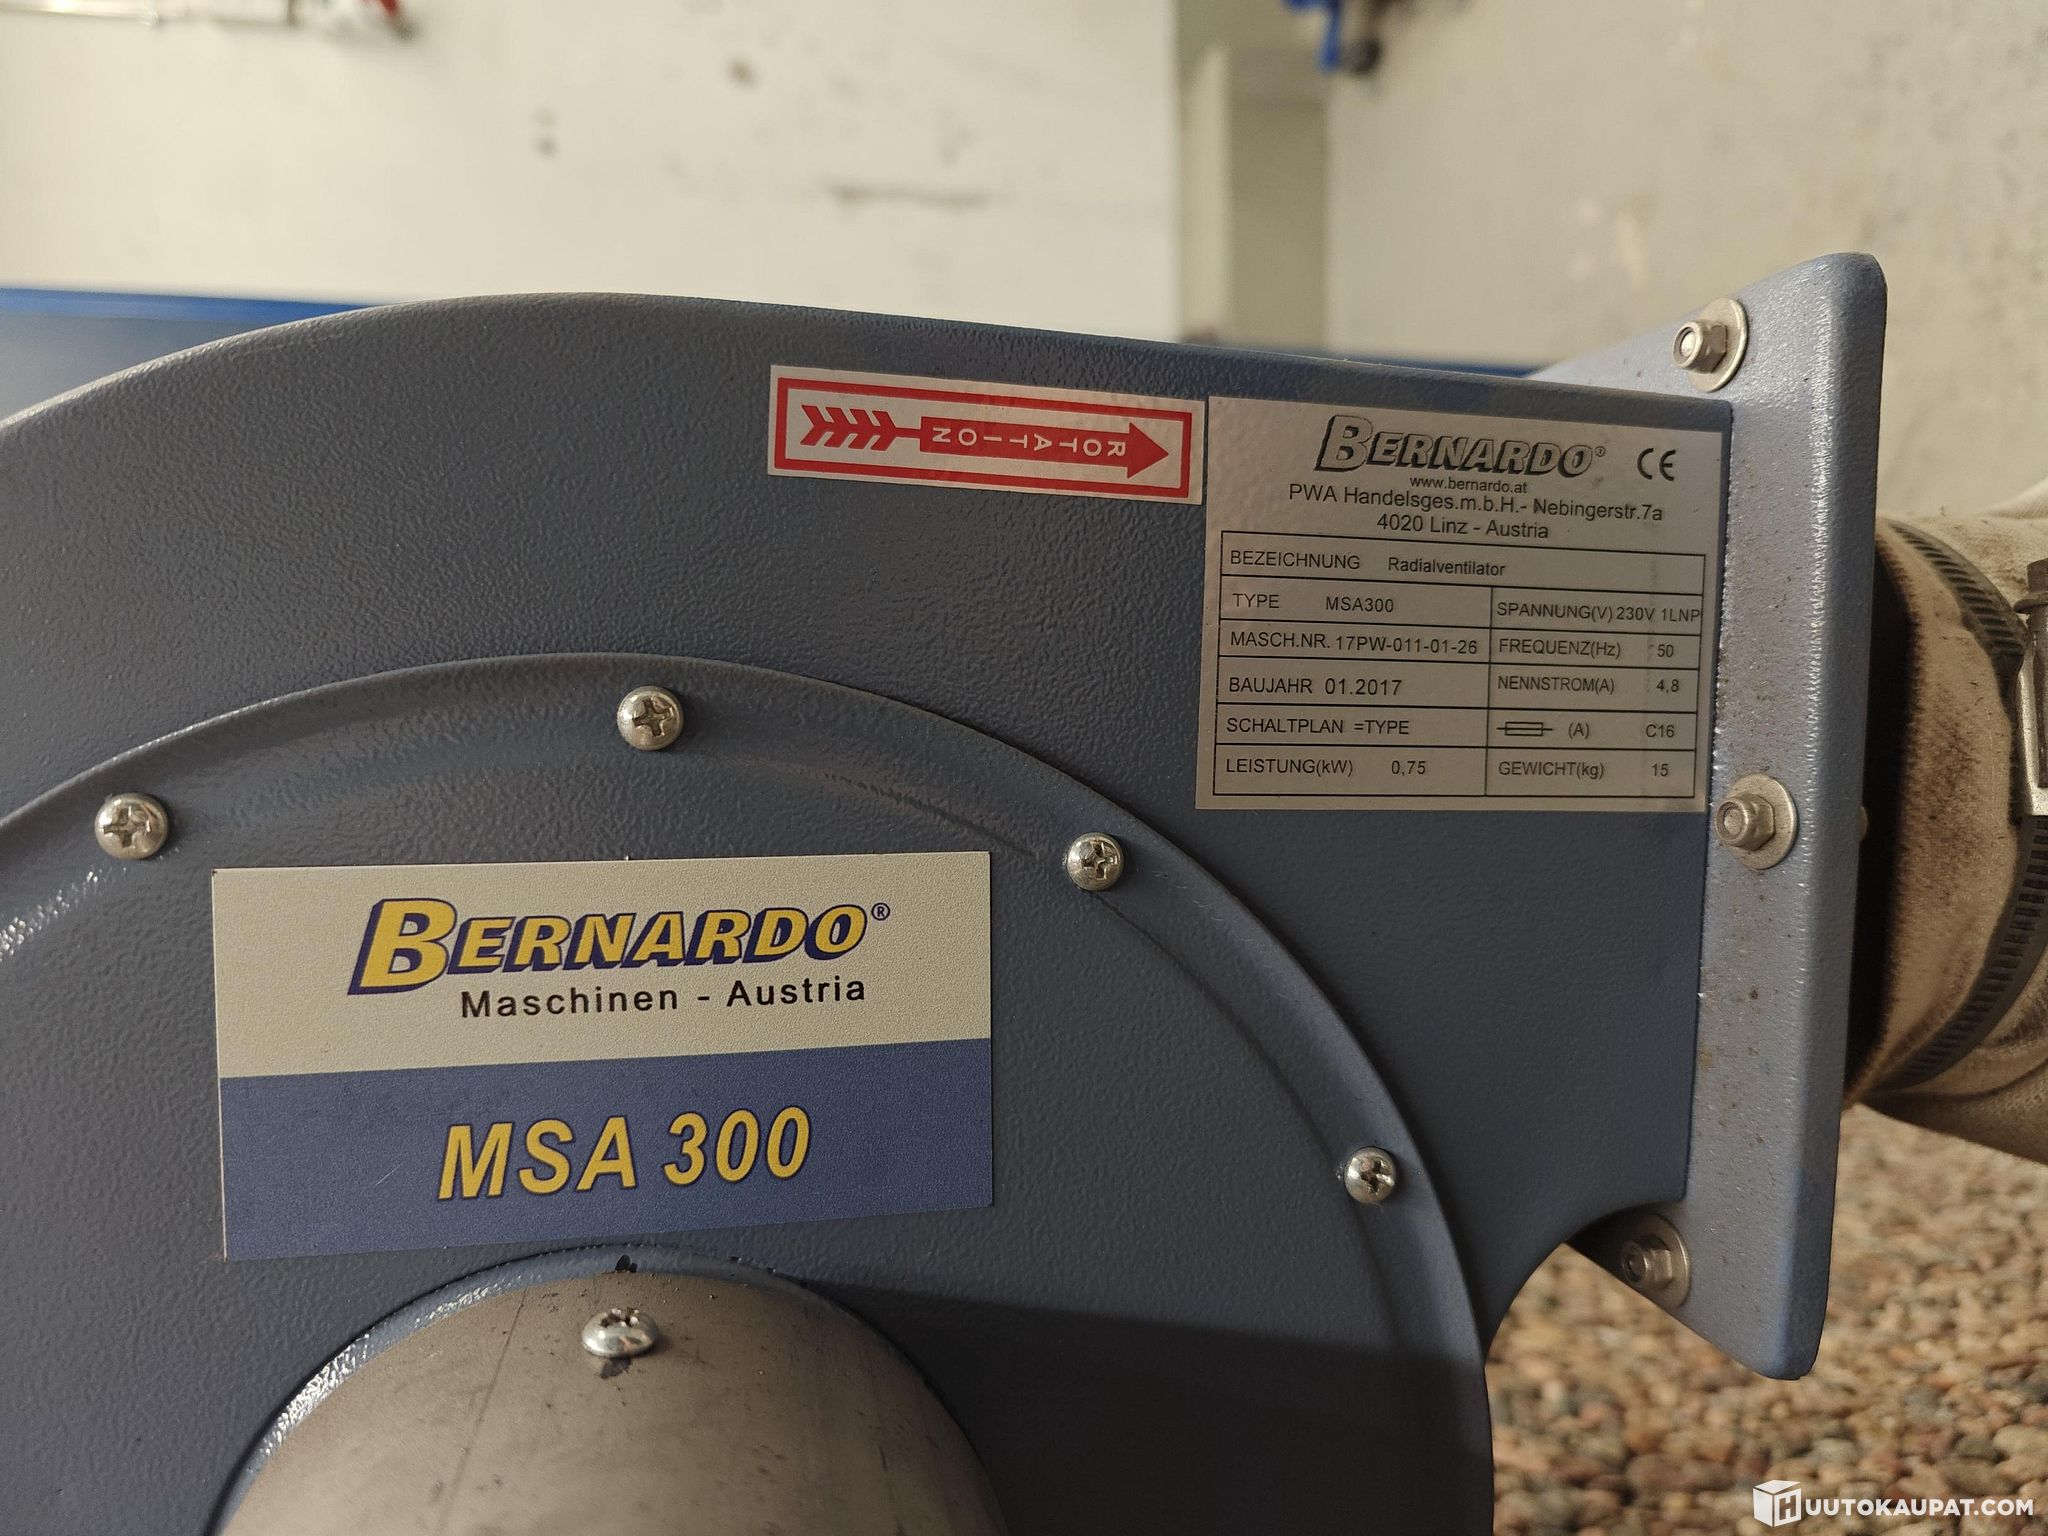 ROTATION
BERNARDO® CE
www.bernardo.at
PWA Handelsges.m.b.H.- Nebingerstr.7a
4020 Linz - Austria
BEZEICHNUNG Radialventilator
TYPE MSA300 SPANNUNG(V) 230V 1LNP
MASCH.NR. 17PW-011-01-26 FREQUENZ(Hz) 50
BAUJAHR 01.2017 NENNSTROM(A) 4,8
SCHALTPLAN =TYPE (A) C16
LEISTUNG(kW) 0,75 GEWICHT(kg) 15
BERNARDO®
Maschinen - Austria
MSA 300
HUUTOKAUPAT.COM